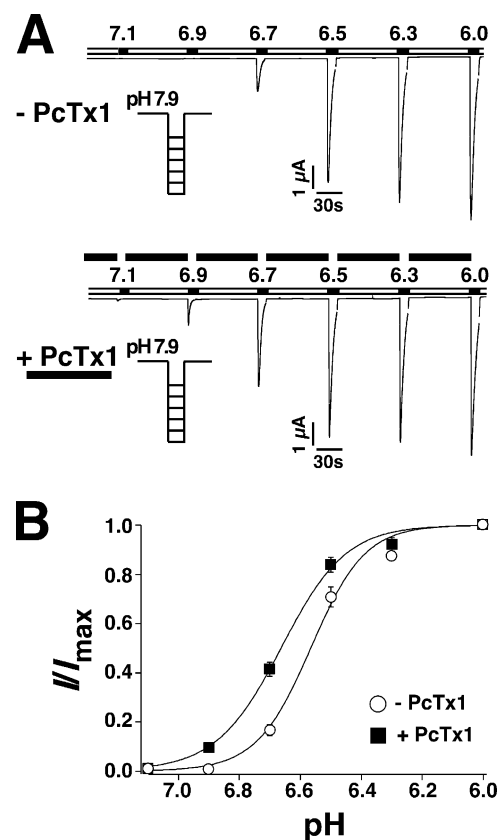 A
7.1 6.9 6.7 6.5 6.3 6.0
- PcTx1
pH 7.9
1 µA
30s
7.1 6.9 6.7 6.5 6.3 6.0
+ PcTx1
pH 7.9
1 µA
30s
B
I/Imax
1.0
0.8
0.6
0.4
0.2
0.0
- PcTx1
+ PcTx1
7.0 6.8 6.6 6.4 6.2 6.0
pH